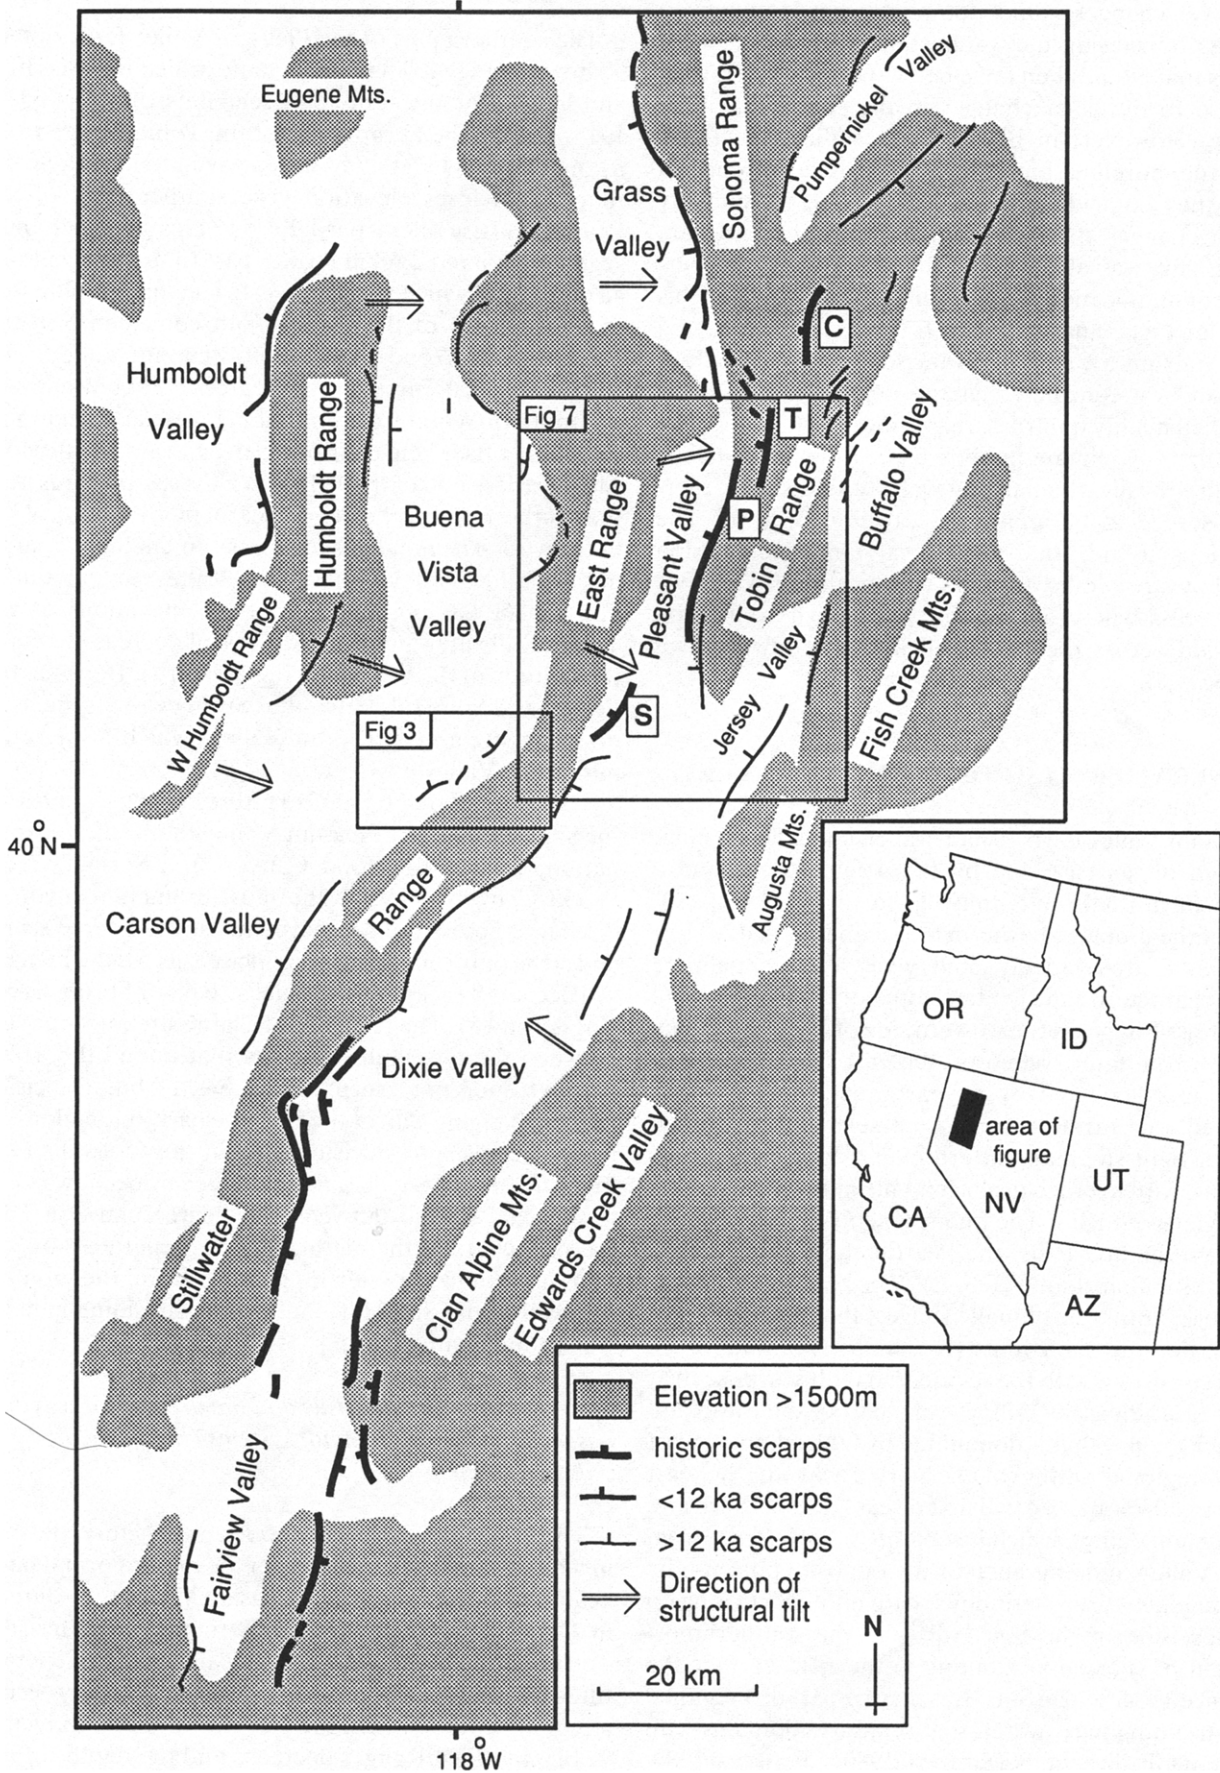 Eugene Mts.
Sonoma Range
Pumpernickel
Valley
Grass
Valley
C
Humboldt
Valley
Humboldt Range
Fig 7
T
Buffalo Valley
East Range
Pleasant Valley
P
Tobin Range
Buena
Vista
Valley
W Humboldt Range
Jersey Valley
Fish Creek Mts.
S
Fig 3
40 N
o
Augusta Mts.
Carson Valley
Range
Dixie Valley
Stillwater
Clan Alpine Mts.
Edwards Creek Valley
Fairview Valley
OR
ID
area of
figure
NV
UT
CA
AZ
Elevation >1500m
historic scarps
<12 ka scarps
>12 ka scarps
Direction of
structural tilt
20 km
N
o
118 W